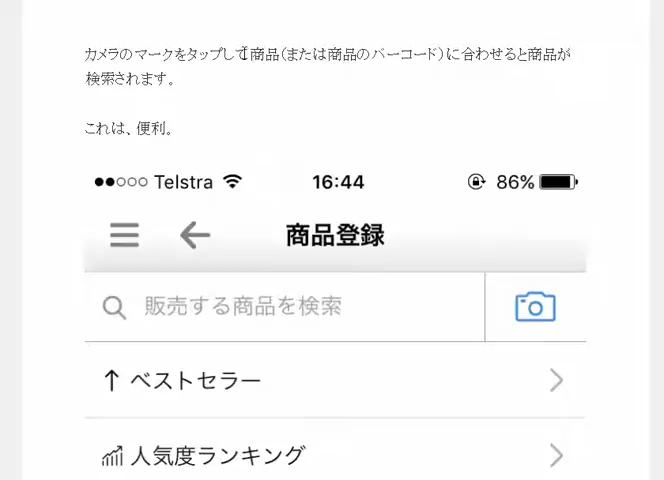 カメラのマークをタップして商品（または商品のバーコード）に合わせると商品が
検索されます。
これは、便利。
Telstra 16:44 86%
商品登録
販売する商品を検索
ベストセラー
人気度ランキング